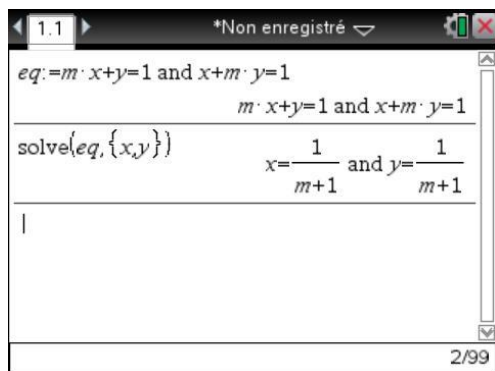 1.1 *Non enregistré
eq:=m·x+y=1 and x+m·y=1
m·x+y=1 and x+m·y=1
solve(eq,{x,y})
x=1/(m+1) and y=1/(m+1)
2/99